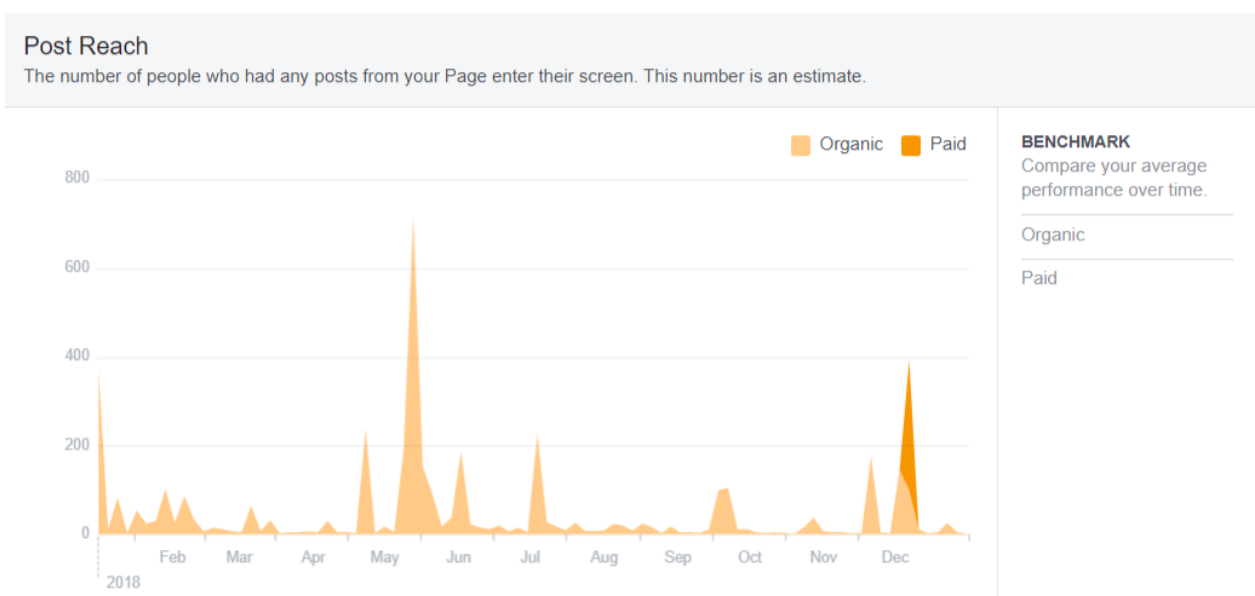 Post Reach
The number of people who had any posts from your Page enter their screen. This number is an estimate.
Organic Paid
800
600
400
200
0
Feb Mar Apr May Jun Jul Aug Sep Oct Nov Dec
2018
BENCHMARK
Compare your average
performance over time.
Organic
Paid